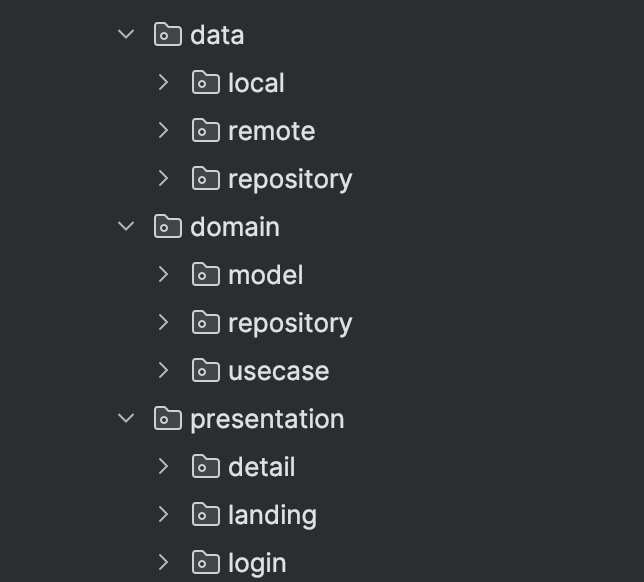 data
local
remote
repository
domain
model
repository
usecase
presentation
detail
landing
login